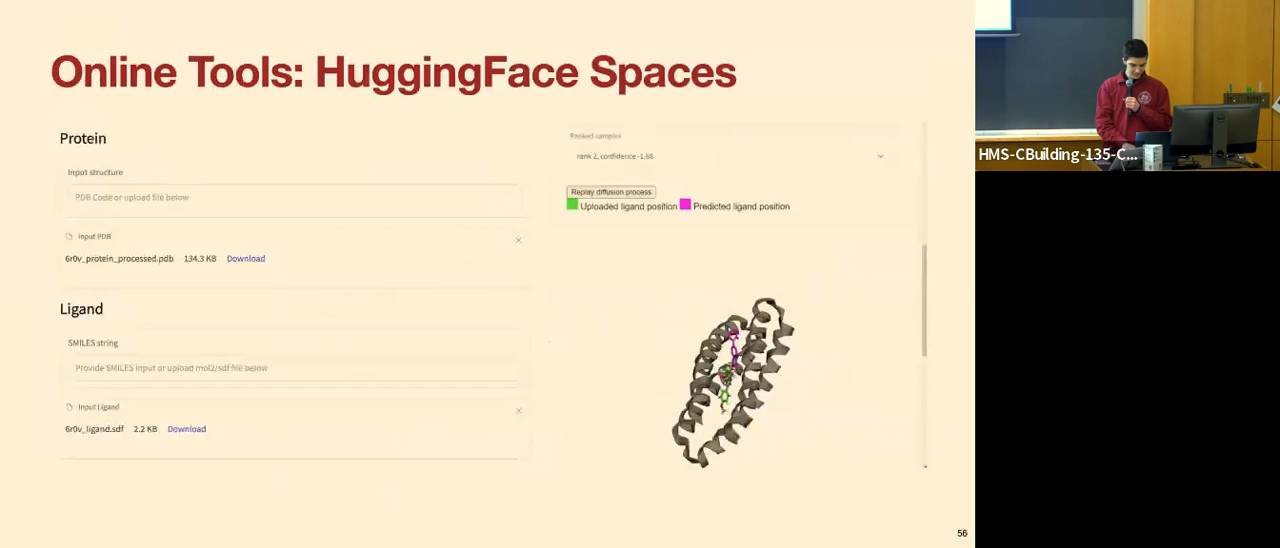 Online Tools: HuggingFace Spaces
Protein
Input structure
PDB Code or upload file below
Input PDB
6r0v_protein_processed.pdb 134.3 KB Download
Ligand
SMILES string
Provide SMILES input or upload mol2/sdf file below
Input Ligand
6r0v_ligand.sdf 2.2 KB Download
Ranked samples
rank 2, confidence -1.68
Replay diffusion process
Uploaded ligand position Predicted ligand position
56
HMS-CBuilding-135-C...